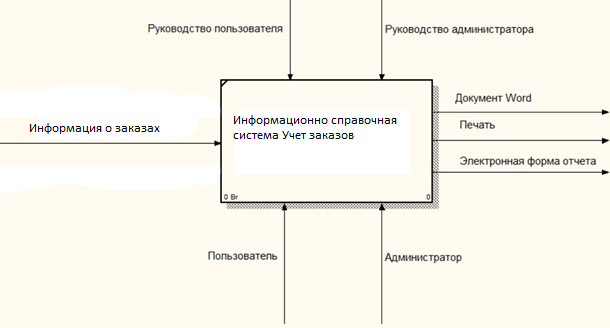 Руководство пользователя
Руководство администратора
Информация о заказах
Информационно справочная
система Учет заказов
0 Br
0
Документ Word
Печать
Электронная форма отчета
Пользователь
Администратор